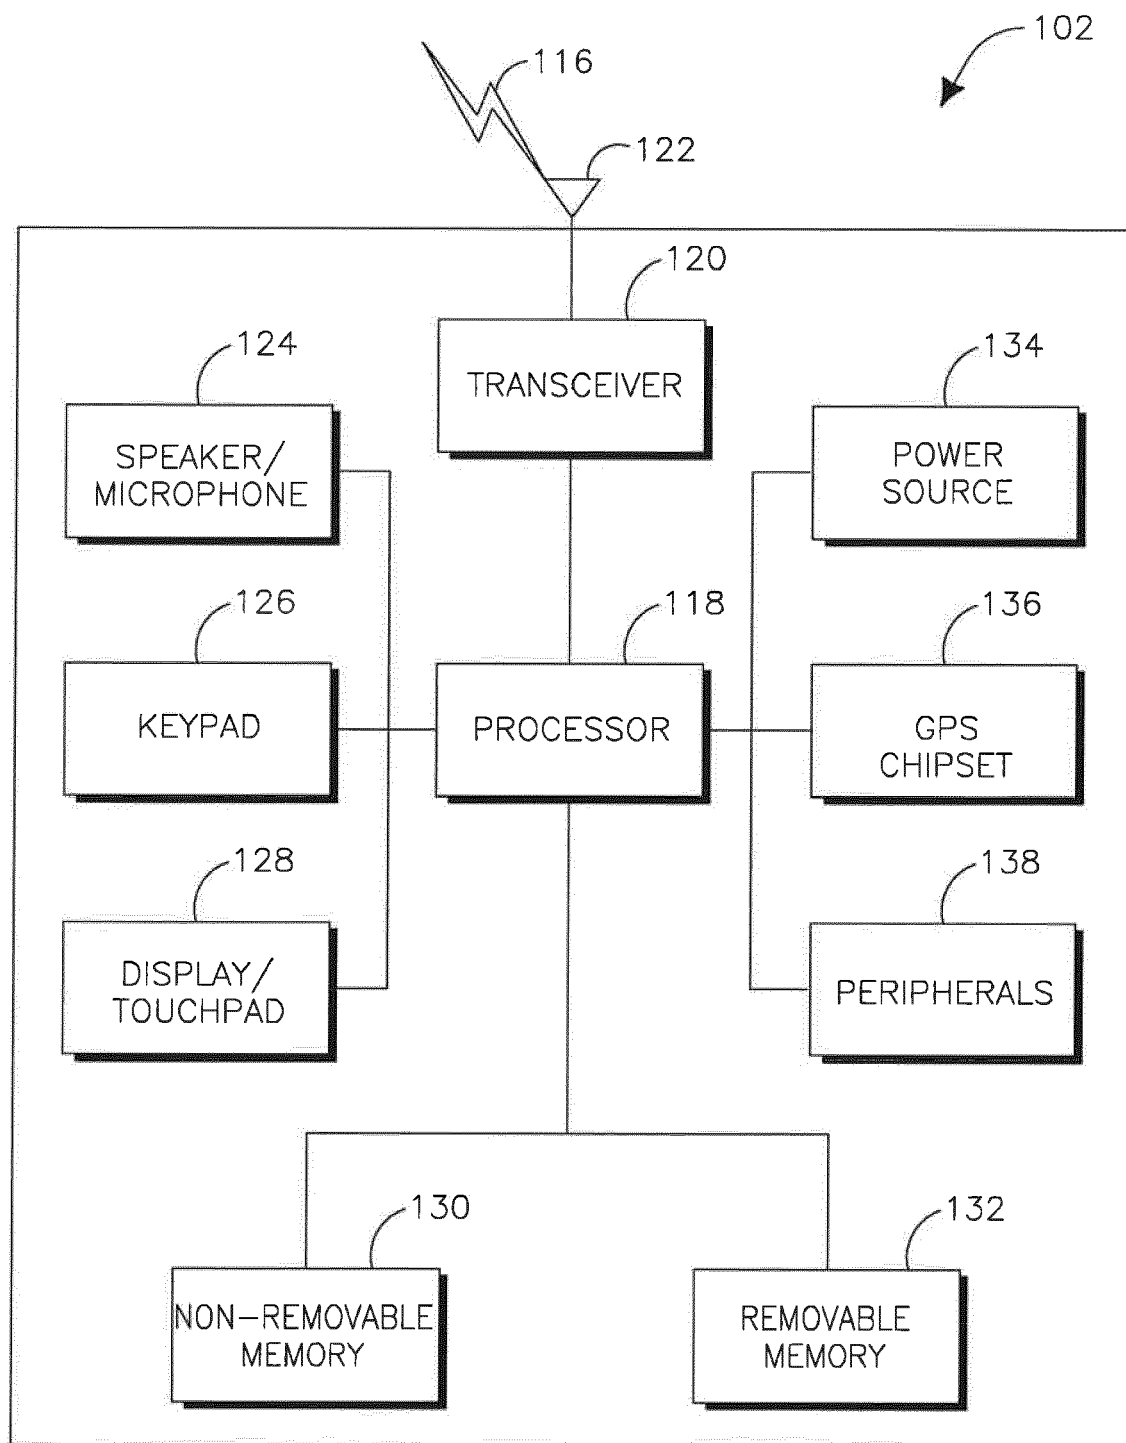 102
116
122
120
TRANSCEIVER
124
SPEAKER/
MICROPHONE
134
POWER
SOURCE
126
KEYPAD
118
PROCESSOR
136
GPS
CHIPSET
128
DISPLAY/
TOUCHPAD
138
PERIPHERALS
130
NON-REMOVABLE
MEMORY
132
REMOVABLE
MEMORY